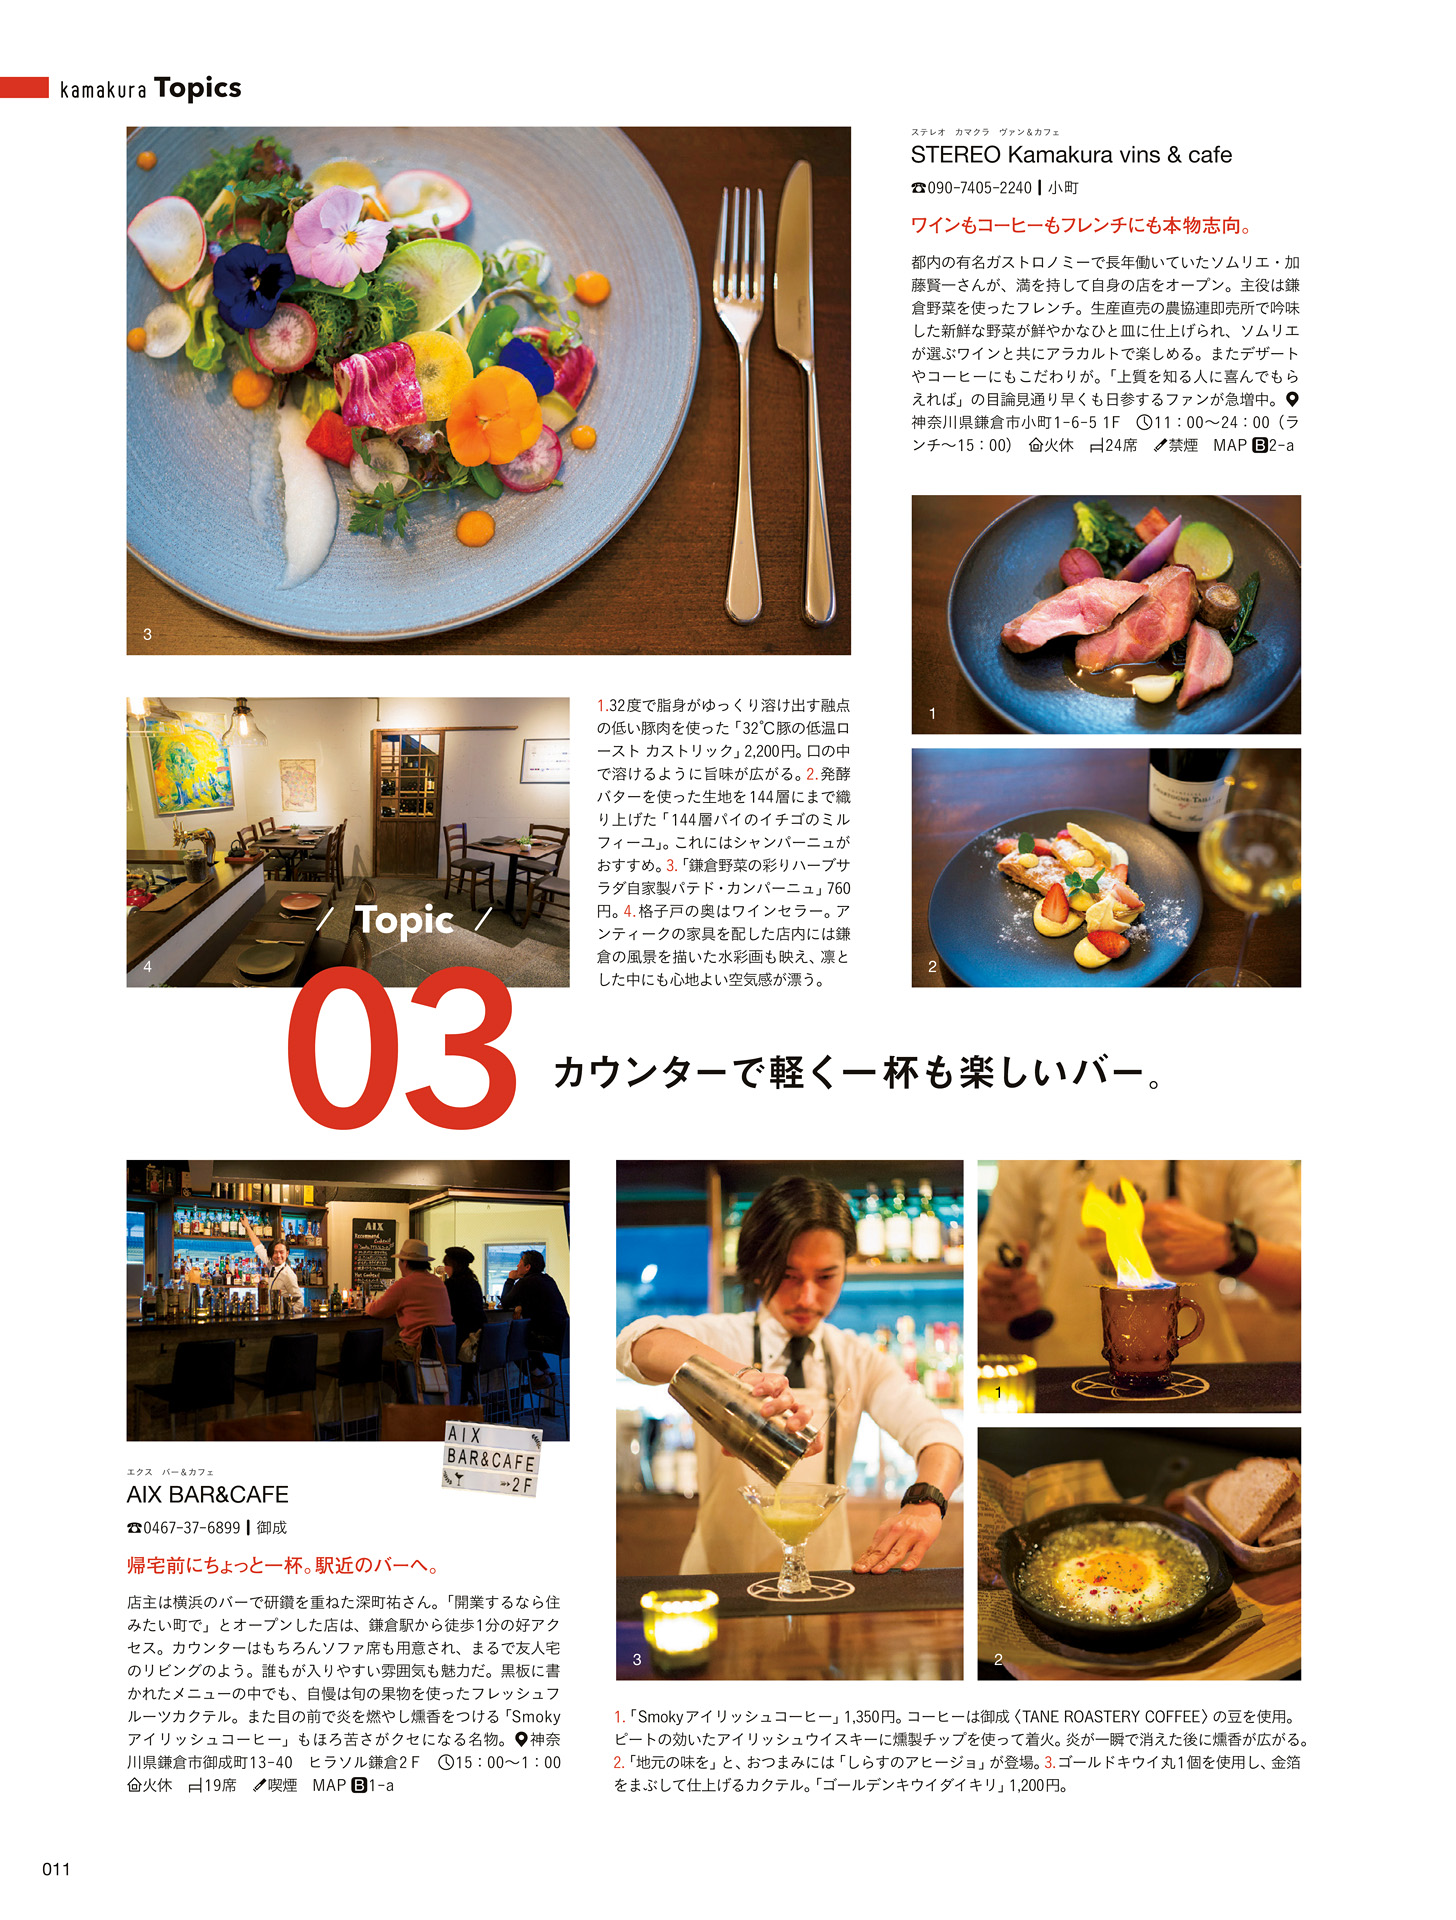 kamakura Topics
3
ステレオ　カマクラ　ヴァン＆カフェ
STEREO Kamakura vins & cafe
☎090-7405-2240┃小町
ワインもコーヒーもフレンチにも本物志向。
都内の有名ガストロノミーで長年働いていたソムリエ・加
藤賢一さんが、満を持して自身の店をオープン。主役は鎌
倉野菜を使ったフレンチ。生産直売の農協連即売所で吟味
した新鮮な野菜が鮮やかなひと皿に仕上げられ、ソムリエ
が選ぶワインと共にアラカルトで楽しめる。またデザート
やコーヒーにもこだわりが。「上質を知る人に喜んでもら
えれば」の目論見通り早くも日参するファンが急増中。
神奈川県鎌倉市小町1-6-5 1F　11：00～24：00（ラ
ンチ～15：00）　火休　24席　禁煙　MAP B 2-a
1
2
4
1.32度で脂身がゆっくり溶け出す融点
の低い豚肉を使った「32℃豚の低温ロ
ースト カストリック」2,200円。口の中
で溶けるように旨味が広がる。2.発酵
バターを使った生地を144層にまで織
り上げた「144層パイのイチゴのミル
フィーユ」。これにはシャンパーニュが
おすすめ。3.「鎌倉野菜の彩りハーブサ
ラダ自家製パテド・カンパーニュ」760
円。4.格子戸の奥はワインセラー。ア
ンティークの家具を配した店内には鎌
倉の風景を描いた水彩画も映え、凛と
した中にも心地よい空気感が漂う。
/ Topic /
03
カウンターで軽く一杯も楽しいバー。
AIX
AIX
BAR&CAFE
2F
エクス　バー＆カフェ
AIX BAR&CAFE
☎0467-37-6899┃御成
帰宅前にちょっと一杯。駅近のバーへ。
店主は横浜のバーで研鑽を重ねた深町祐さん。「開業するなら住
みたい町で」とオープンした店は、鎌倉駅から徒歩1分の好アク
セス。カウンターはもちろんソファ席も用意され、まるで友人宅
のリビングのよう。誰もが入りやすい雰囲気も魅力だ。黒板に書
かれたメニューの中でも、自慢は旬の果物を使ったフレッシュフ
ルーツカクテル。また目の前で炎を燃やし燻香をつける「Smoky
アイリッシュコーヒー」もほろ苦さがクセになる名物。神奈
川県鎌倉市御成町13-40　ヒラソル鎌倉2F　15：00～1：00
火休　19席　喫煙　MAP B 1-a
3
1
2
1.「Smokyアイリッシュコーヒー」1,350円。コーヒーは御成〈TANE ROASTERY COFFEE〉の豆を使用。
ピートの効いたアイリッシュウイスキーに燻製チップを使って着火。炎が一瞬で消えた後に燻香が広がる。
2.「地元の味を」と、おつまみには「しらすのアヒージョ」が登場。3.ゴールドキウイ丸1個を使用し、金箔
をまぶして仕上げるカクテル。「ゴールデンキウイダイキリ」1,200円。
011